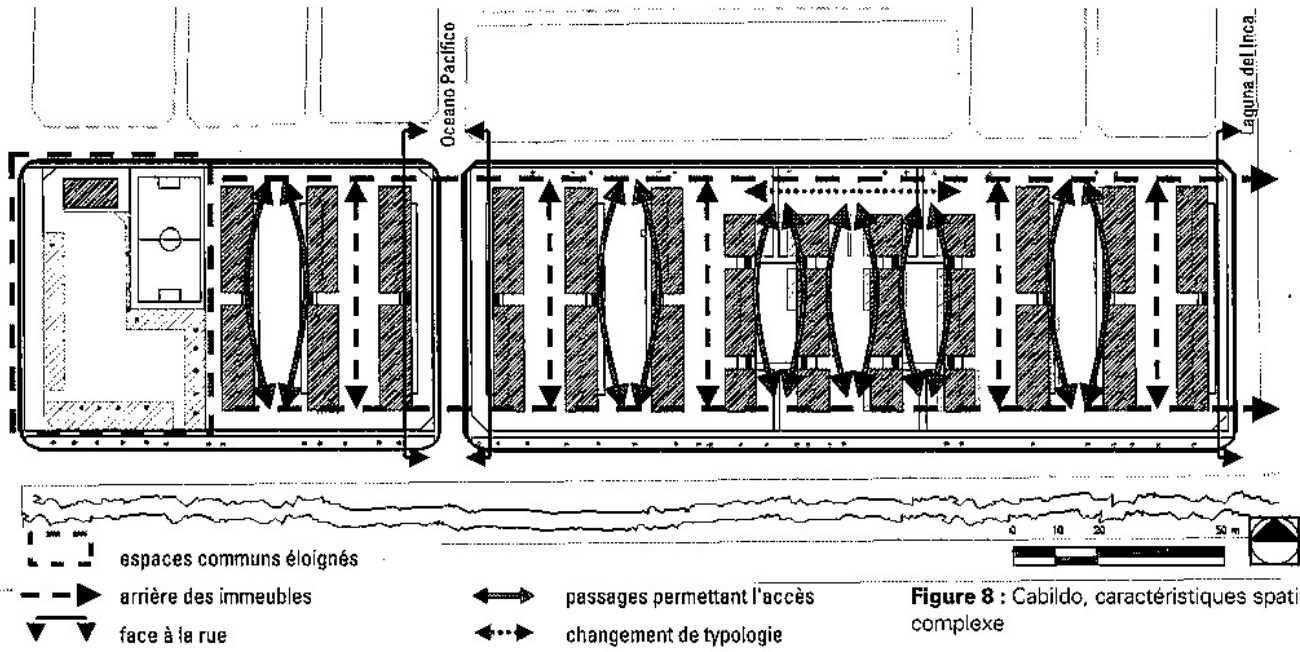 Oceano Pacífico
Laguna del Inca
0 10 20 50 m
espaces communs éloignés
arrière des immeubles
face à la rue
passages permettant l'accès
changement de typologie
Figure 8 : Cabildo, caractéristiques spati
complexe